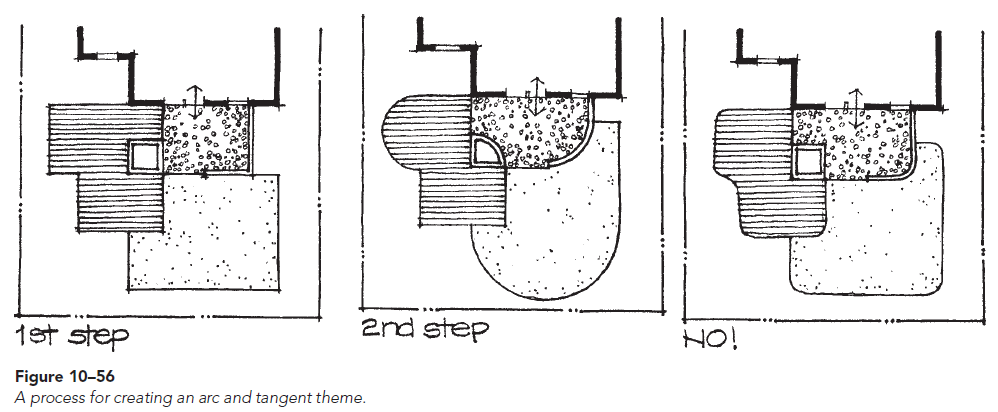 1st step
2nd step
NO!
Figure 10–56
A process for creating an arc and tangent theme.